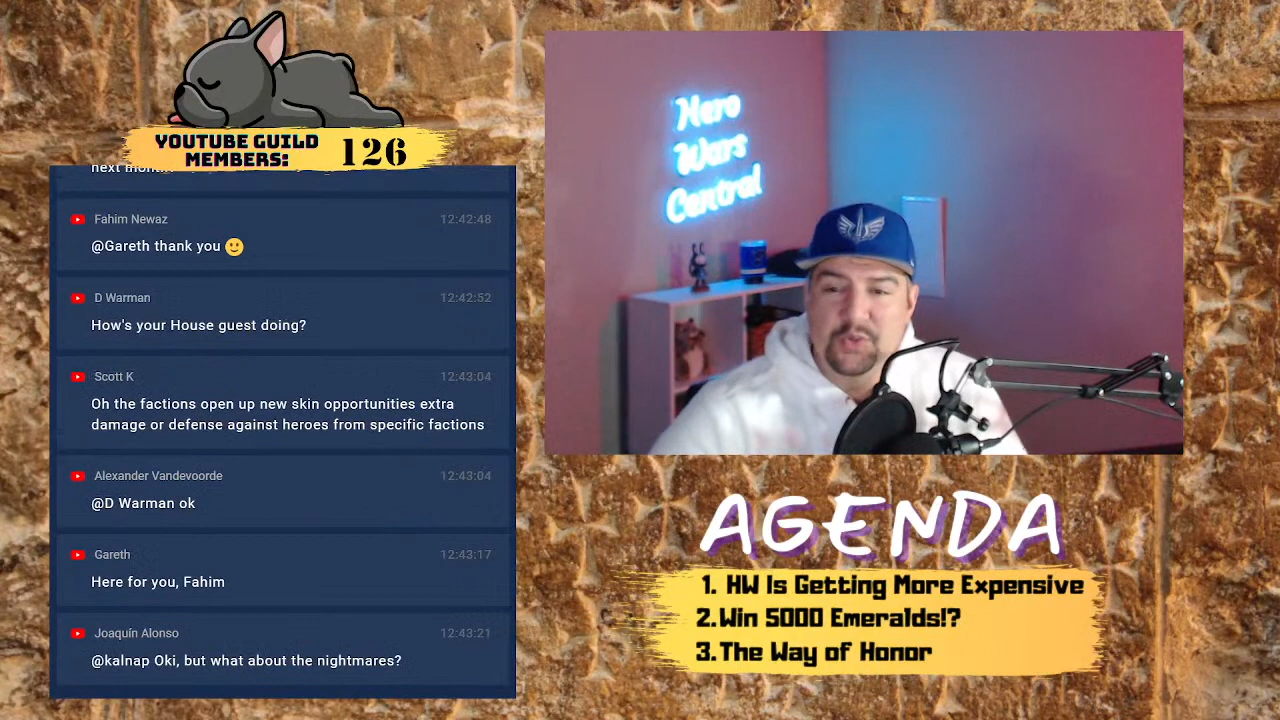 YOUTUBE GUILD
MEMBERS:
126
next month
Fahim Newaz
12:42:48
@Gareth thank you 🙂
D Warman
12:42:52
How's your House guest doing?
Scott K
12:43:04
Oh the factions open up new skin opportunities extra
damage or defense against heroes from specific factions
Alexander Vandevoorde
12:43:04
@D Warman ok
Gareth
12:43:17
Here for you, Fahim
Joaquín Alonso
12:43:21
@kalnap Oki, but what about the nightmares?
Hero
Wars
Central
AGENDA
1. HW Is Getting More Expensive
2.Win 5000 Emeralds!?
3.The Way of Honor